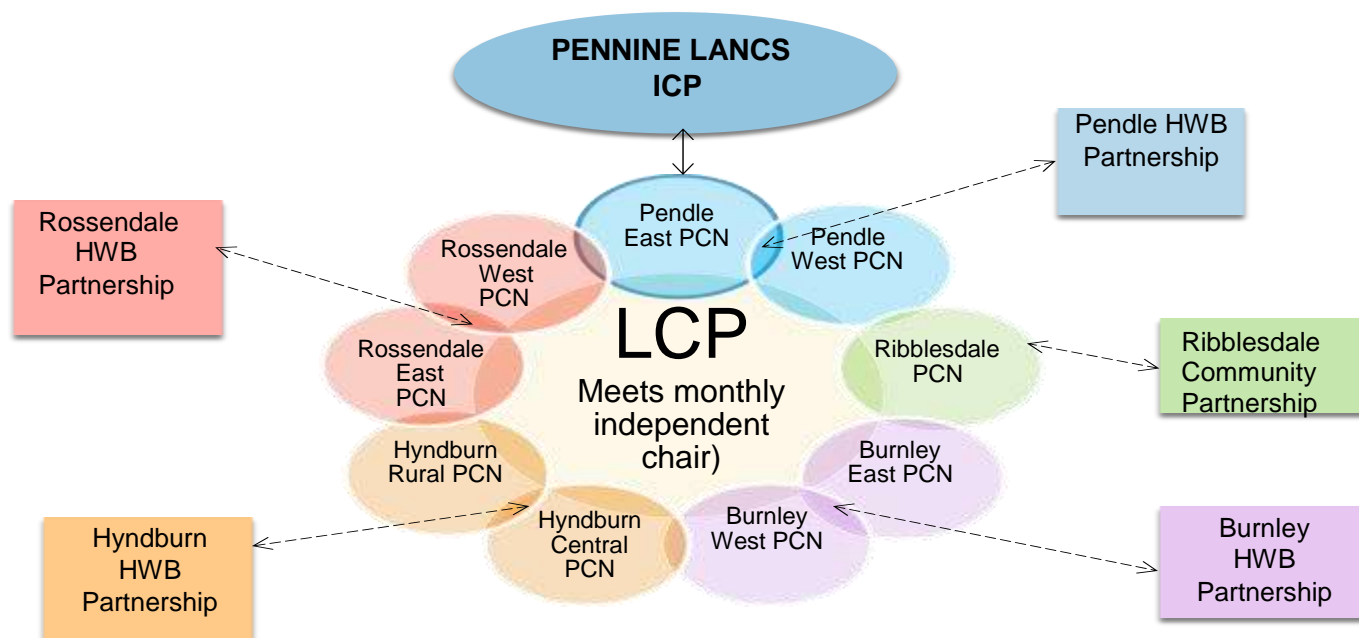 PENNINE LANCS
ICP
Pendle HWB
Partnership
Rossendale
HWB
Partnership
Pendle
East PCN
Rossendale
West
PCN
Pendle
West PCN
LCP
Meets monthly
independent
chair)
Rossendale
East
PCN
Ribblesdale
PCN
Ribblesdale
Community
Partnership
Hyndburn
Rural PCN
Burnley
East PCN
Hyndburn
Central
PCN
Burnley
West PCN
Hyndburn
HWB
Partnership
Burnley
HWB
Partnership